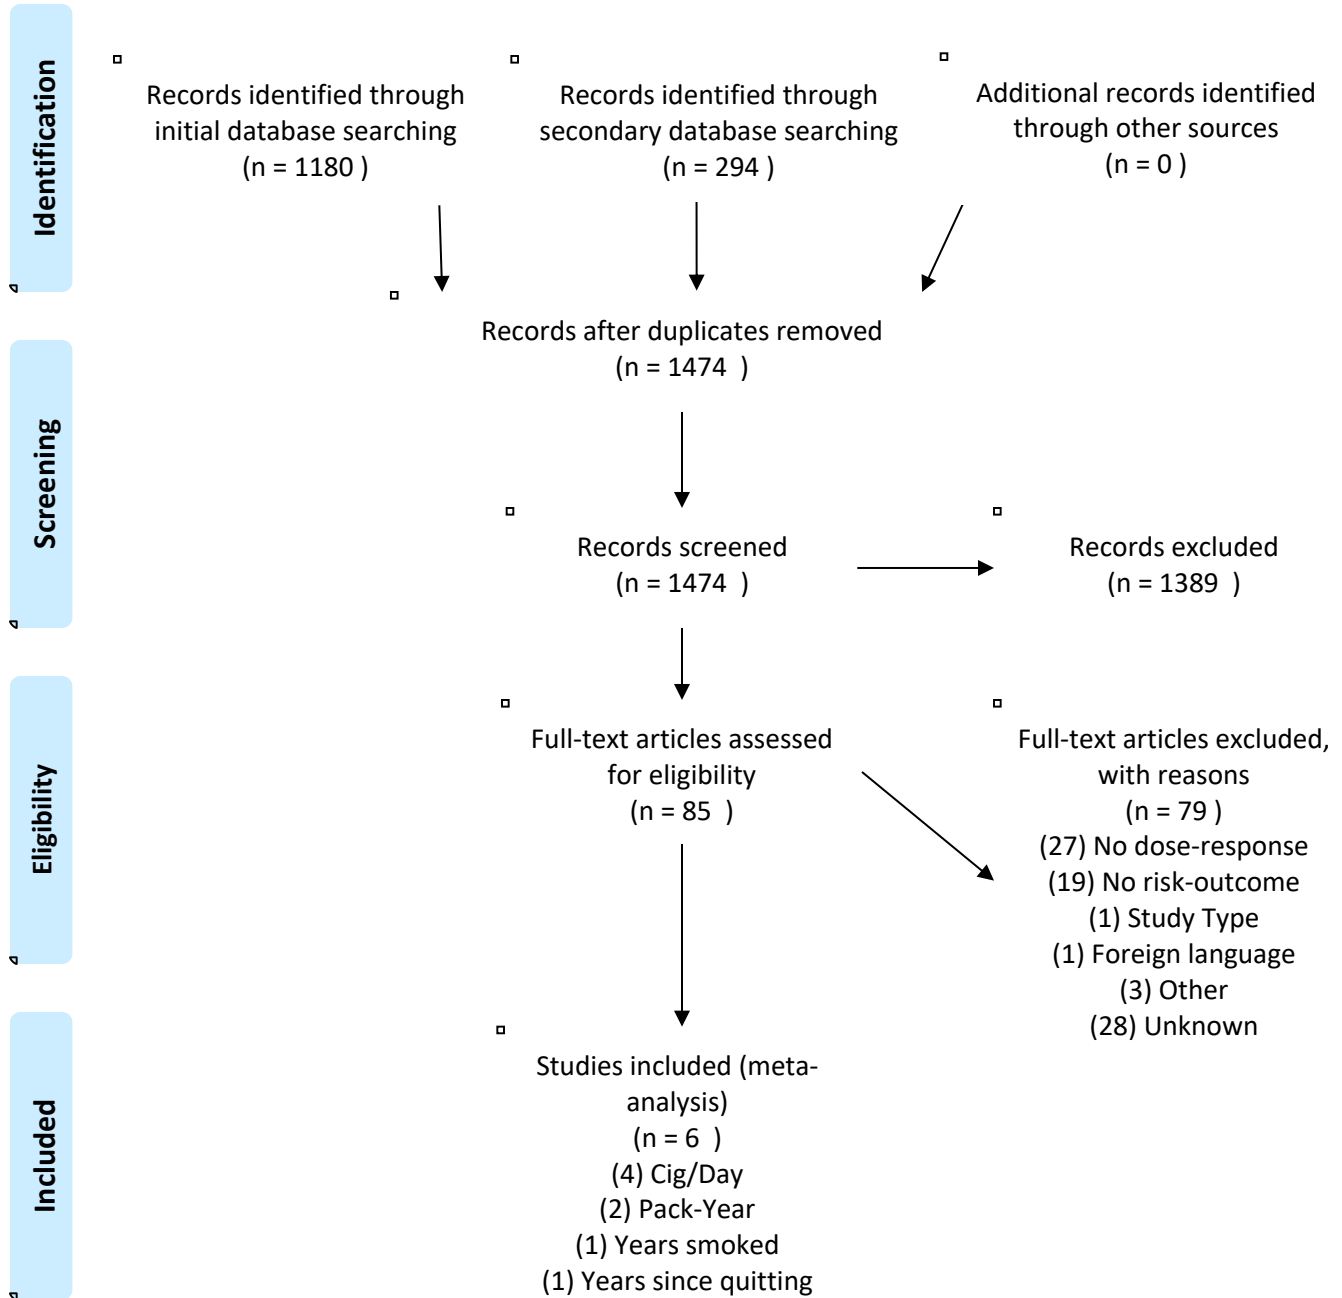 Identification
Records identified through
initial database searching
(n = 1180 )
Records identified through
secondary database searching
(n = 294 )
Additional records identified
through other sources
(n = 0 )
Records after duplicates removed
(n = 1474 )
Screening
Records screened
(n = 1474 )
Records excluded
(n = 1389 )
Eligibility
Full-text articles assessed
for eligibility
(n = 85 )
Full-text articles excluded,
with reasons
(n = 79 )
(27) No dose-response
(19) No risk-outcome
(1) Study Type
(1) Foreign language
(3) Other
(28) Unknown
Included
Studies included (meta-
analysis)
(n = 6 )
(4) Cig/Day
(2) Pack-Year
(1) Years smoked
(1) Years since quitting